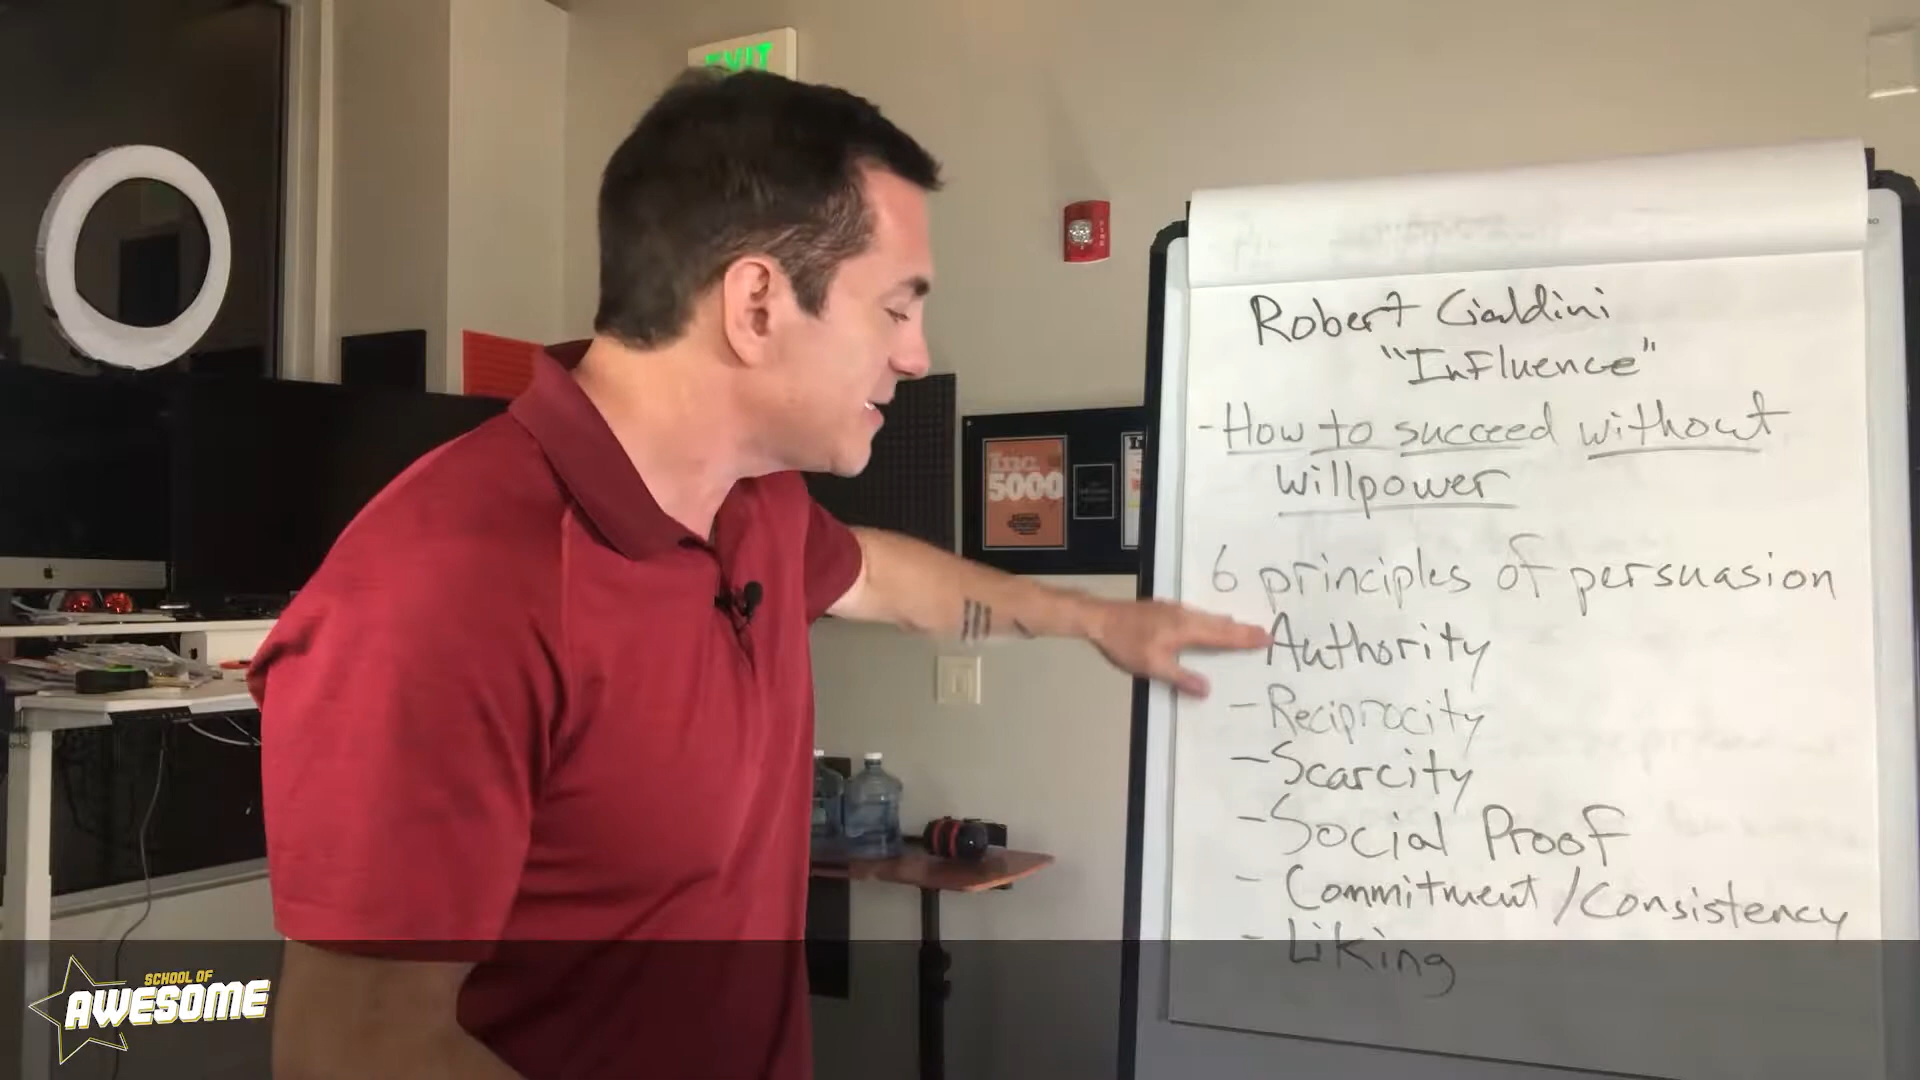 EXIT
FIRE
Robert Cialdini
"Influence"
- How to succeed without
willpower
6 principles of persuasion
- Authority
- Reciprocity
- Scarcity
- Social Proof
- Commitment/Consistency
- Liking
Inc.
5000
SCHOOL OF
AWESOME